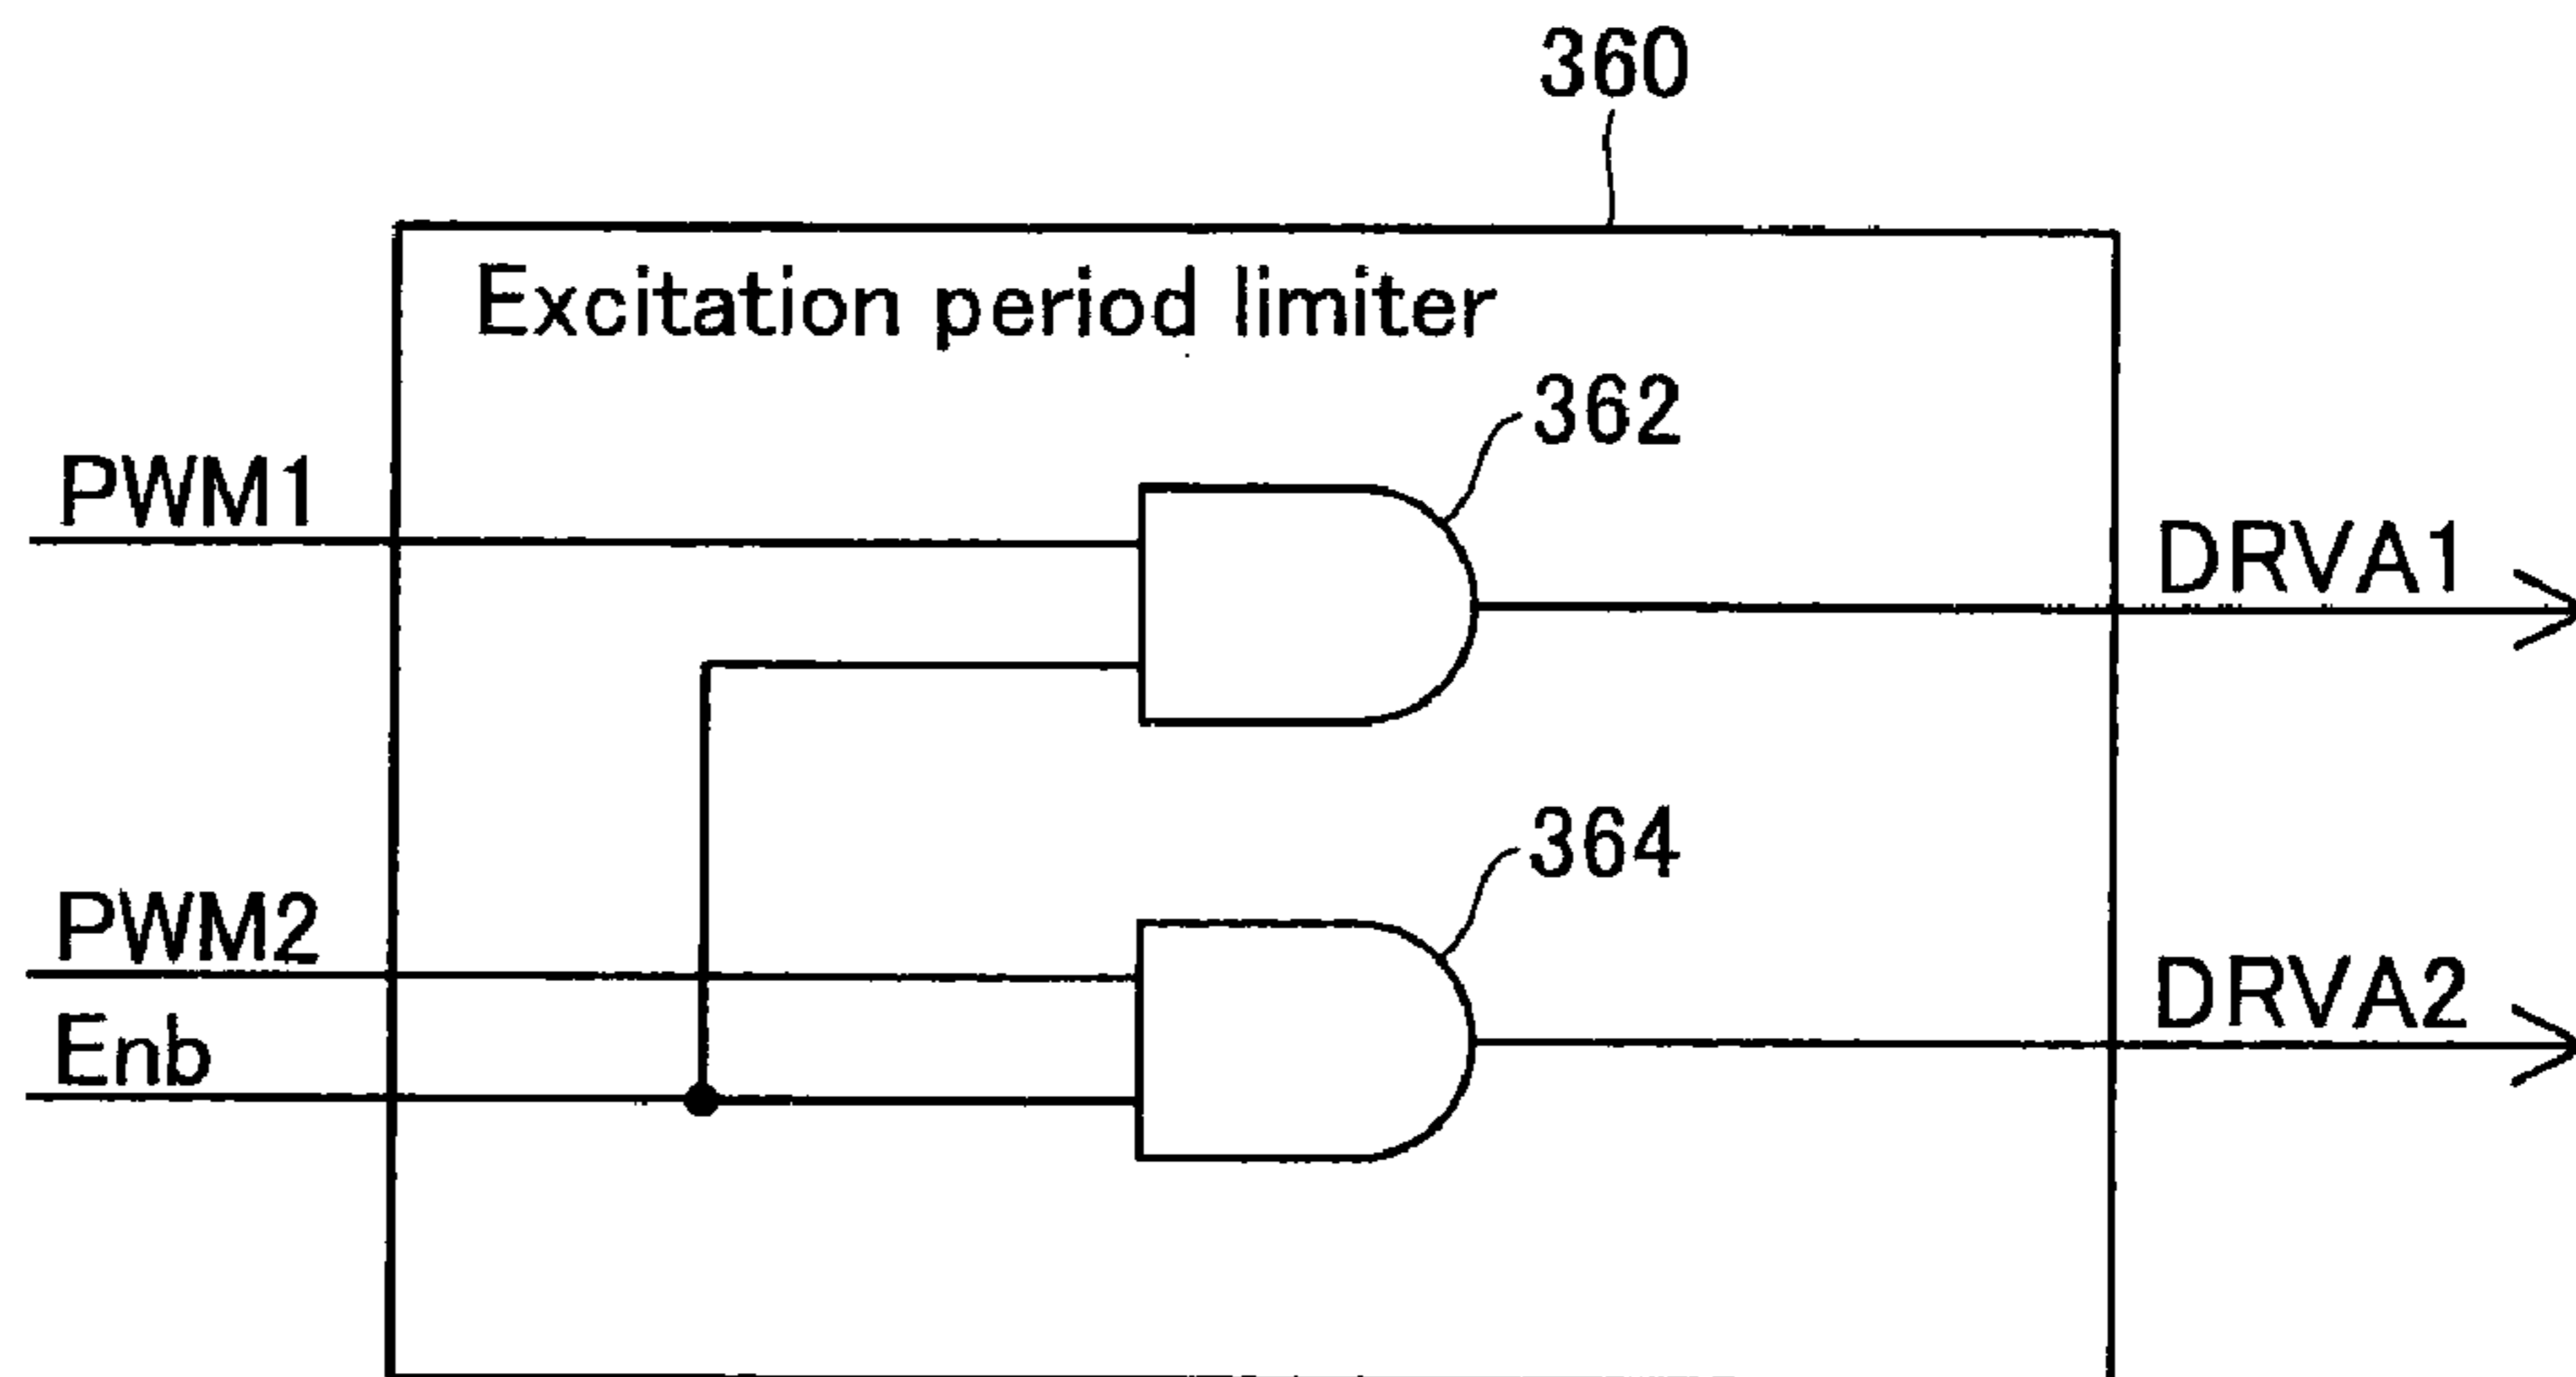 360
Excitation period limiter
362
PWM1
DRVA1
364
PWM2
DRVA2
Enb